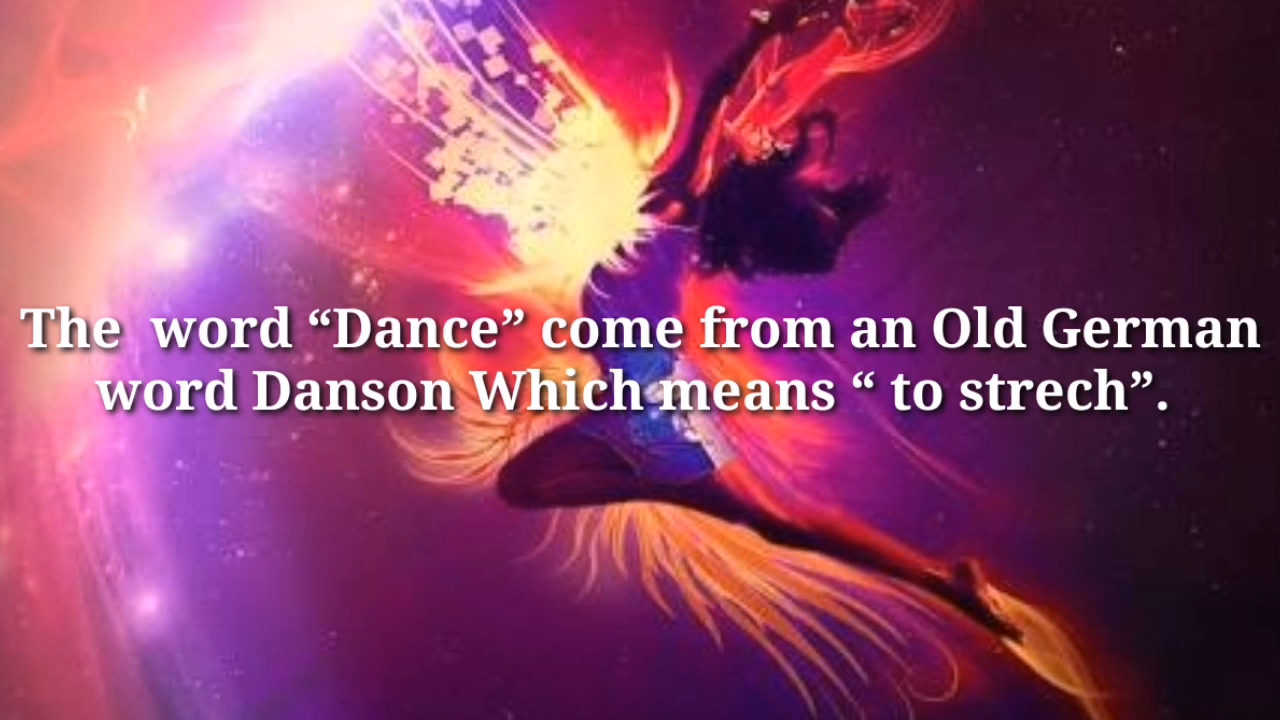 The  word “Dance” come from an Old German
word Danson Which means “ to strech”.